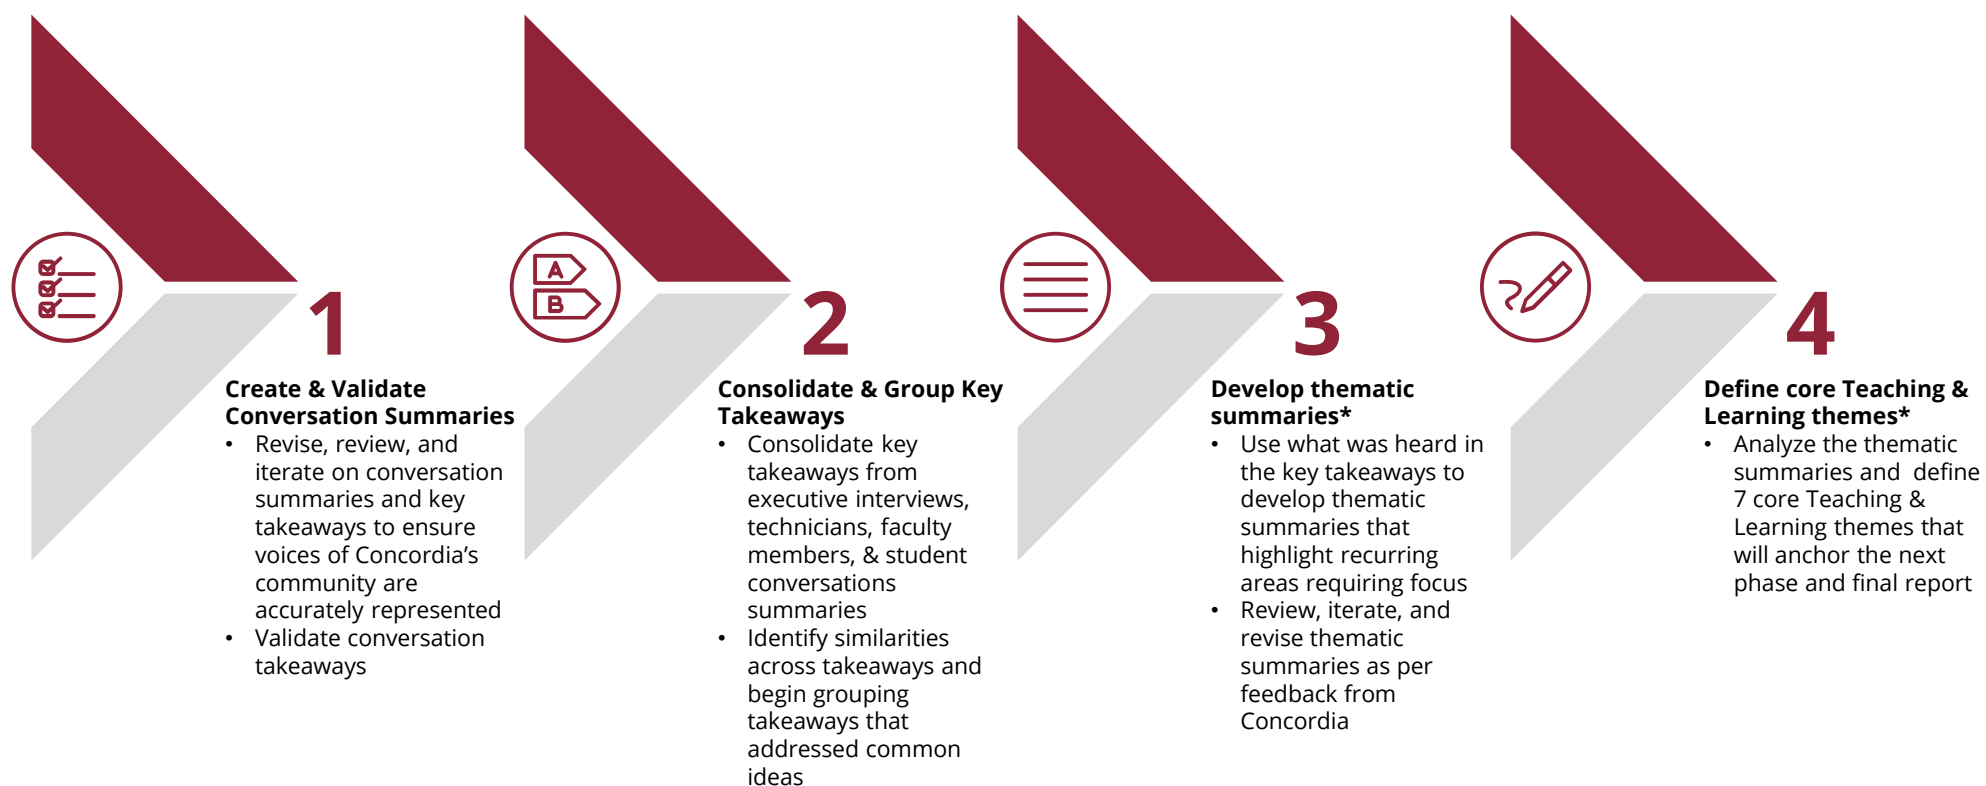 A
B
1
Create & Validate
Conversation Summaries
• Revise, review, and
iterate on conversation
summaries and key
takeaways to ensure
voices of Concordia’s
community are
accurately represented
• Validate conversation
takeaways
2
Consolidate & Group Key
Takeaways
• Consolidate key
takeaways from
executive interviews,
technicians, faculty
members, & student
conversations
summaries
• Identify similarities
across takeaways and
begin grouping
takeaways that
addressed common
ideas
3
Develop thematic
summaries*
• Use what was heard in
the key takeaways to
develop thematic
summaries that
highlight recurring
areas requiring focus
• Review, iterate, and
revise thematic
summaries as per
feedback from
Concordia
4
Define core Teaching &
Learning themes*
• Analyze the thematic
summaries and  define
7 core Teaching &
Learning themes that
will anchor the next
phase and final report